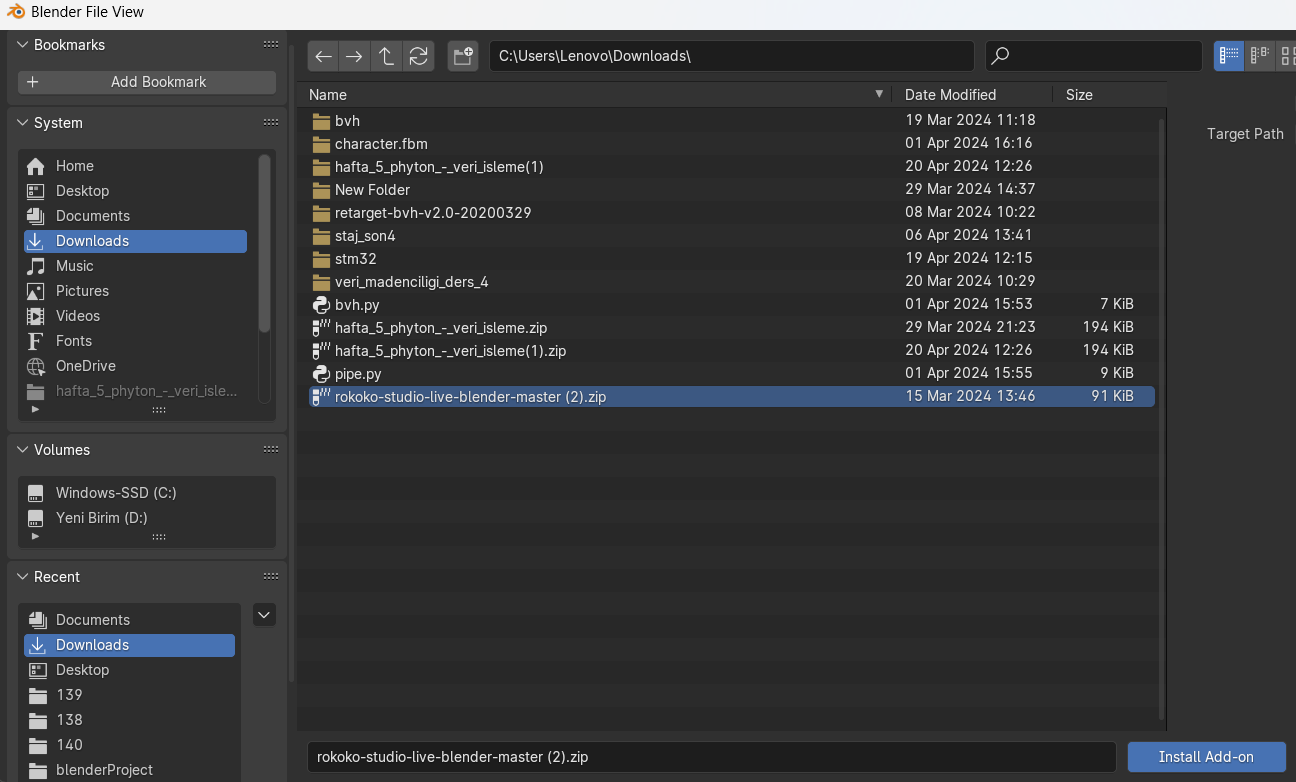 Blender File View
Bookmarks
Add Bookmark
System
Home
Desktop
Documents
Downloads
Music
Pictures
Videos
Fonts
OneDrive
hafta_5_phyton_-_veri_isle...
Volumes
Windows-SSD (C:)
Yeni Birim (D:)
Recent
Documents
Downloads
Desktop
139
138
140
blenderProject
C:\Users\Lenovo\Downloads\
Name Date Modified Size
bvh 19 Mar 2024 11:18
character.fbm 01 Apr 2024 16:16
hafta_5_phyton_-_veri_isleme(1) 20 Apr 2024 12:26
New Folder 29 Mar 2024 14:37
retarget-bvh-v2.0-20200329 08 Mar 2024 10:22
staj_son4 06 Apr 2024 13:41
stm32 19 Apr 2024 12:15
veri_madenciligi_ders_4 20 Mar 2024 10:29
bvh.py 01 Apr 2024 15:53 7 KiB
hafta_5_phyton_-_veri_isleme.zip 29 Mar 2024 21:23 194 KiB
hafta_5_phyton_-_veri_isleme(1).zip 20 Apr 2024 12:26 194 KiB
pipe.py 01 Apr 2024 15:55 9 KiB
rokoko-studio-live-blender-master (2).zip 15 Mar 2024 13:46 91 KiB
Target Path
rokoko-studio-live-blender-master (2).zip
Install Add-on